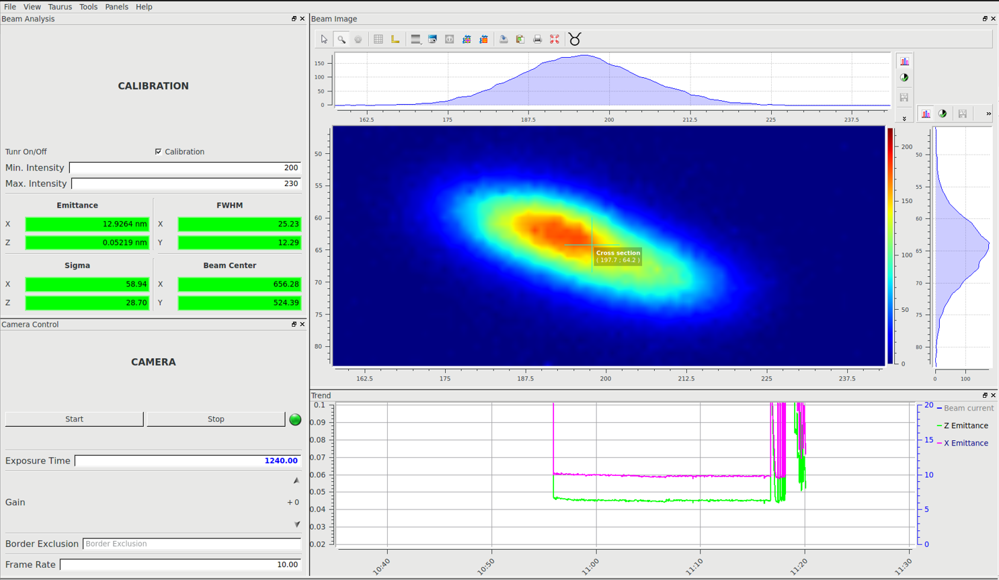 File View Taurus Tools Panels Help
Beam Analysis
CALIBRATION
Tunr On/Off Calibration
Min. Intensity 200
Max. Intensity 230
Emittance FWHM
X 12.9264 nm X 25.23
Z 0.05219 nm Y 12.29
Sigma Beam Center
X 58.94 X 656.28
Z 28.70 Y 524.39
Camera Control
CAMERA
Start Stop
Exposure Time 1240.00
Gain +0
Border Exclusion Border Exclusion
Frame Rate 10.00
Beam Image
150
100
50
0
162.5 175 187.5 200 212.5 225 237.5
»
50
55
60
65
70
75
80
Cross section
( 197.7 ; 64.2 )
162.5 175 187.5 200 212.5 225 237.5
200
150
100
50
0
50
55
60
65
70
75
80
0 100
Trend
0.1
0.09
0.08
0.07
0.06
0.05
0.04
0.03
0.02
20
15
10
5
0
Beam current
Z Emittance
X Emittance
10:40 10:50 11:00 11:10 11:20 11:30